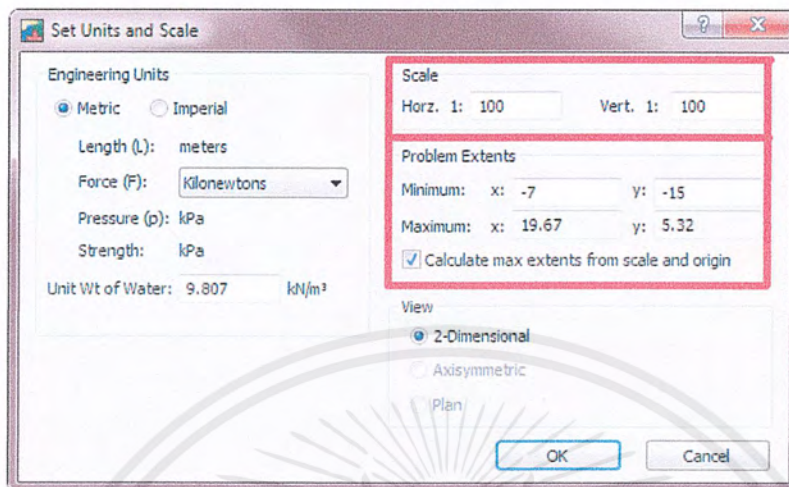 Set Units and Scale
Engineering Units
Metric Imperial
Length (L): meters
Force (F): Kilonewtons
Pressure (p): kPa
Strength: kPa
Unit Wt of Water: 9.807 kN/m³
Scale
Horz. 1: 100 Vert. 1: 100
Problem Extents
Minimum: x: -7 y: -15
Maximum: x: 19.67 y: 5.32
Calculate max extents from scale and origin
View
2-Dimensional
Axisymmetric
Plan
OK Cancel